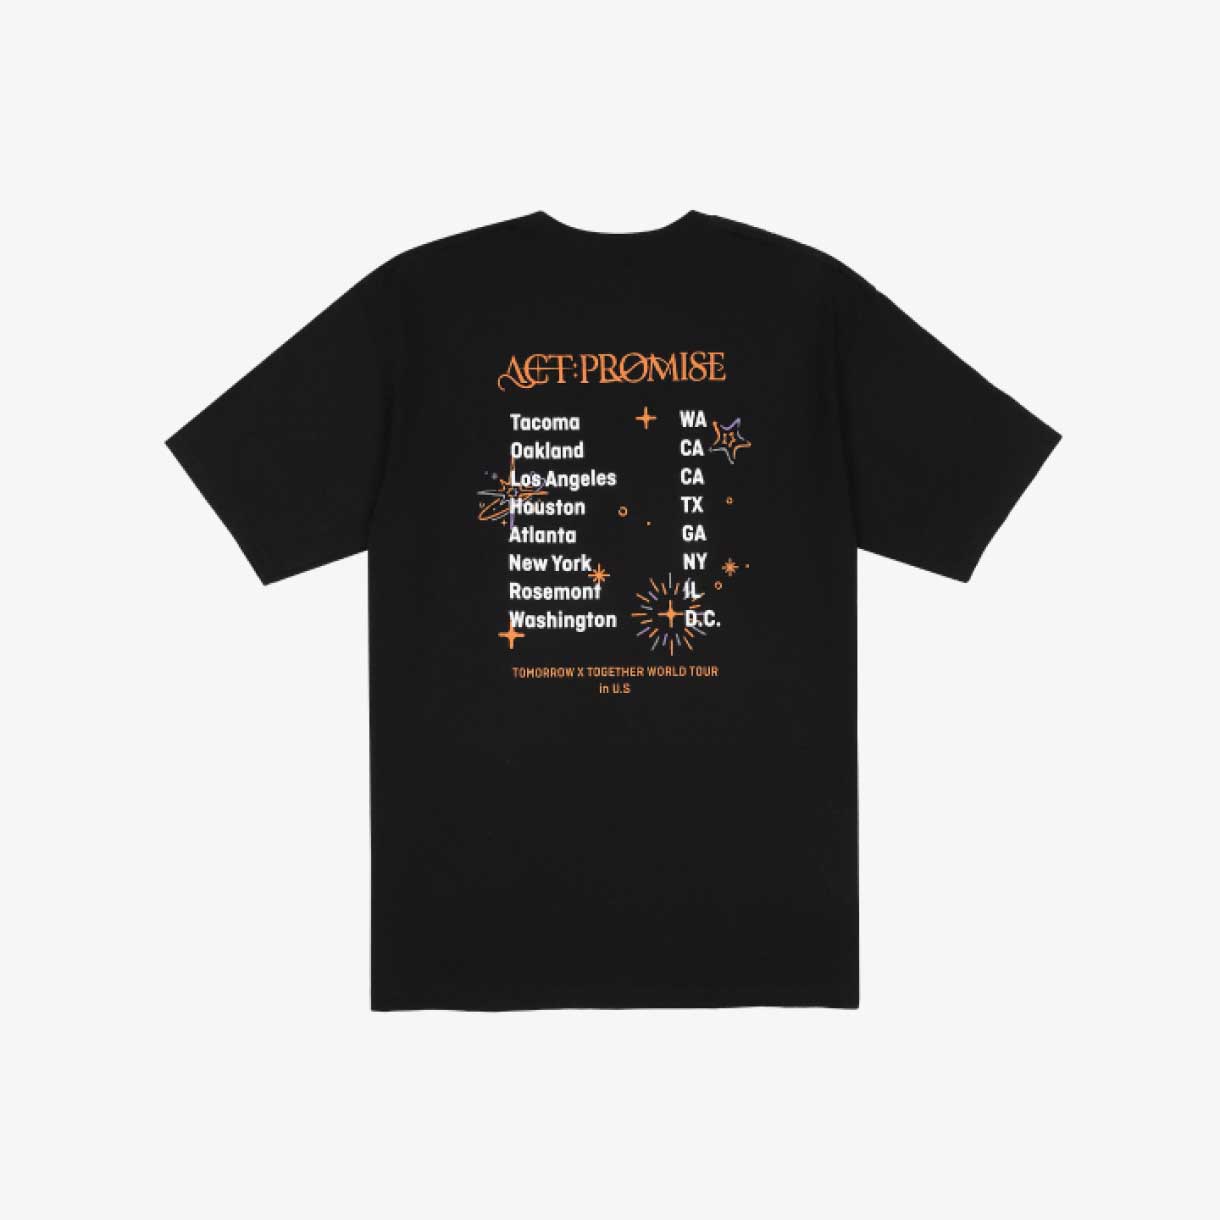 ACT:PROMISE
Tacoma WA
Oakland CA
Los Angeles CA
Houston TX
Atlanta GA
New York NY
Rosemont IL
Washington D.C.
TOMORROW X TOGETHER WORLD TOUR
in U.S